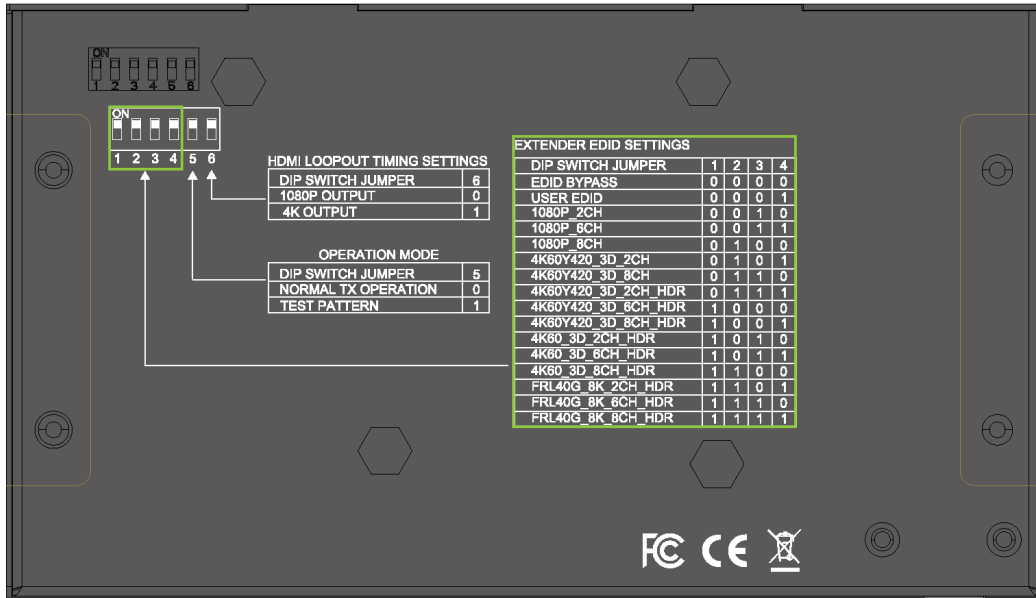 ON
1 2 3 4 5 6
ON
1 2 3 4 5 6
HDMI LOOPOUT TIMING SETTINGS
DIP SWITCH JUMPER 6
1080P OUTPUT 0
4K OUTPUT 1
OPERATION MODE
DIP SWITCH JUMPER 5
NORMAL TX OPERATION 0
TEST PATTERN 1
EXTENDER EDID SETTINGS
DIP SWITCH JUMPER 1 2 3 4
EDID BYPASS 0 0 0 0
USER EDID 0 0 0 1
1080P_2CH 0 0 1 0
1080P_6CH 0 0 1 1
1080P_8CH 0 1 0 0
4K60Y420_3D_2CH 0 1 0 1
4K60Y420_3D_8CH 0 1 1 0
4K60Y420_3D_2CH_HDR 0 1 1 1
4K60Y420_3D_6CH_HDR 1 0 0 0
4K60Y420_3D_8CH_HDR 1 0 0 1
4K60_3D_2CH_HDR 1 0 1 0
4K60_3D_6CH_HDR 1 0 1 1
4K60_3D_8CH_HDR 1 1 0 0
FRL40G_8K_2CH_HDR 1 1 0 1
FRL40G_8K_6CH_HDR 1 1 1 0
FRL40G_8K_8CH_HDR 1 1 1 1
FC CE